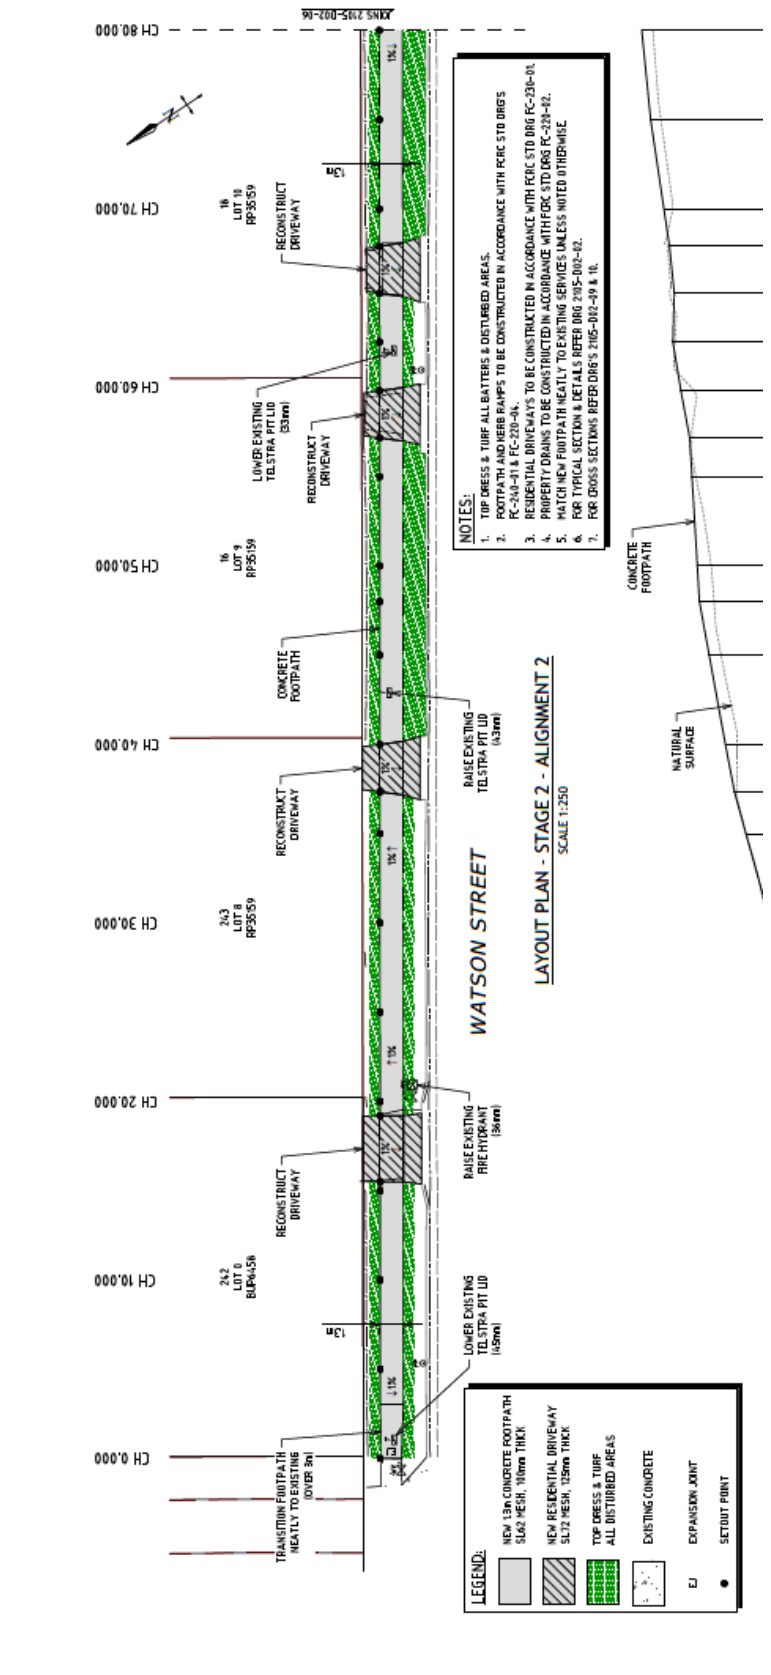 JOINS 2105-D02-06
CH 80.000
CH 70.000
CH 60.000
CH 50.000
CH 40.000
CH 30.000
CH 20.000
CH 10.000
CH 0.000
N
18
LOT 10
RP35159
RECONSTRUCT
DRIVEWAY
1.3m
1%
1%
LOWER EXISTING
TELSTRA PIT LID
(33mm)
RECONSTRUCT
DRIVEWAY
1%
16
LOT 9
RP35159
CONCRETE
FOOTPATH
RAISE EXISTING
TELSTRA PIT LID
(43mm)
RECONSTRUCT
DRIVEWAY
1%
1%
243
LOT 8
RP35159
1%
RAISE EXISTING
FIRE HYDRANT
(36mm)
RECONSTRUCT
DRIVEWAY
1%
242
LOT 0
BUP6458
1.3m
LOWER EXISTING
TELSTRA PIT LID
(45mm)
1%
EJ
TRANSITION FOOTPATH
NEATLY TO EXISTING
(OVER 3m)
WATSON STREET
LAYOUT PLAN - STAGE 2 - ALIGNMENT 2
SCALE 1:250
NOTES:
1. TOP DRESS & TURF ALL BATTERS & DISTURBED AREAS.
2. FOOTPATH AND KERB RAMPS TO BE CONSTRUCTED IN ACCORDANCE WITH FCRC STD DRG'S
FC-240-01 & FC-220-04.
3. RESIDENTIAL DRIVEWAYS TO BE CONSTRUCTED IN ACCORDANCE WITH FCRC STD DRG FC-230-01.
4. PROPERTY DRAINS TO BE CONSTRUCTED IN ACCORDANCE WITH FCRC STD DRG FC-220-02.
5. MATCH NEW FOOTPATH NEATLY TO EXISTING SERVICES UNLESS NOTED OTHERWISE.
6. FOR TYPICAL SECTION & DETAILS REFER DRG 2105-D02-02.
7. FOR CROSS SECTIONS REFER DRG'S 2105-D02-09 & 10.
CONCRETE
FOOTPATH
NATURAL
SURFACE
LEGEND:
NEW 1.3m CONCRETE FOOTPATH
SL62 MESH, 100mm THICK
NEW RESIDENTIAL DRIVEWAY
SL72 MESH, 125mm THICK
TOP DRESS & TURF
ALL DISTURBED AREAS
EXISTING CONCRETE
EJ EXPANSION JOINT
SETOUT POINT